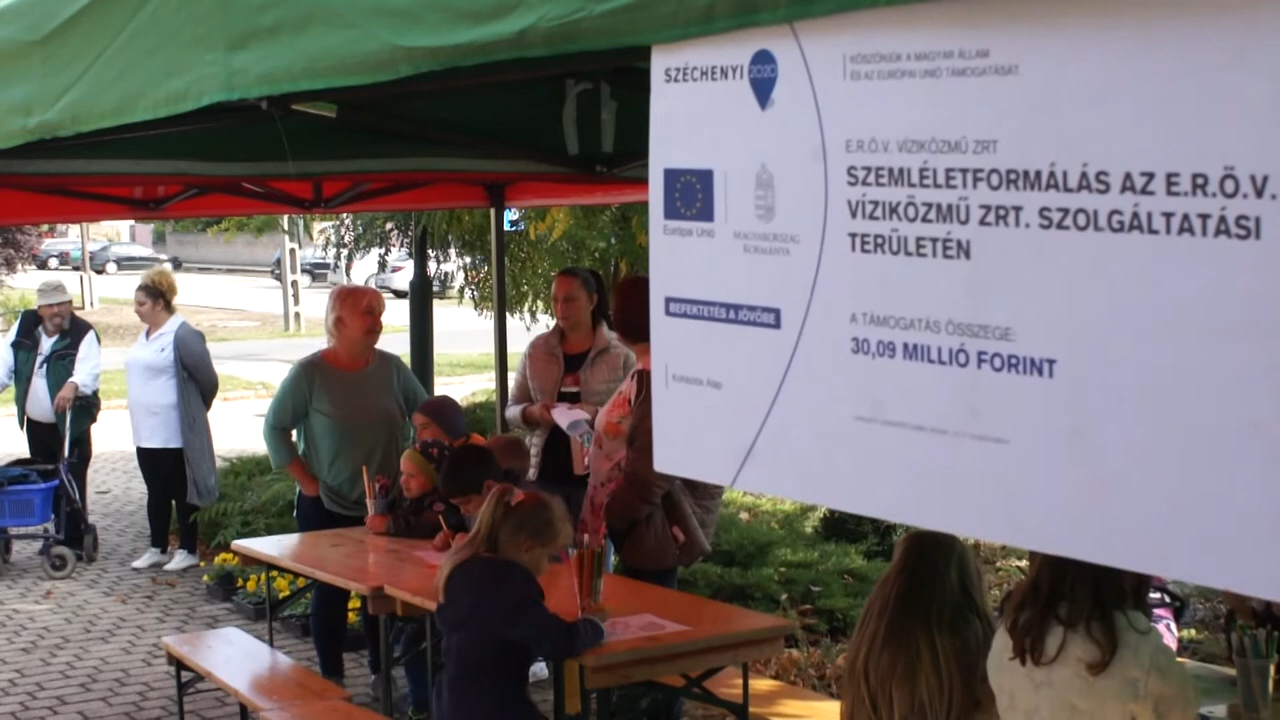 SZÉCHENYI 2020
KÖSZÖNJÜK A MAGYAR ÁLLAM
ÉS AZ EURÓPAI UNIÓ TÁMOGATÁSÁT.
E.R.Ö.V. VÍZIKÖZMŰ ZRT
SZEMLÉLETFORMÁLÁS AZ E.R.Ö.V.
VÍZIKÖZMŰ ZRT. SZOLGÁLTATÁSI
TERÜLETÉN
Európai Unió
MAGYARORSZÁG
KORMÁNYA
BEFEKTETÉS A JÖVŐBE
A TÁMOGATÁS ÖSSZEGE:
30,09 MILLIÓ FORINT
Kohéziós Alap